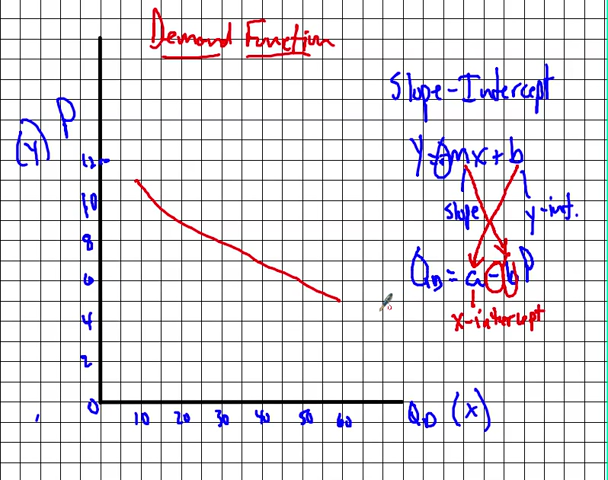 Demand Function
Slope-Intercept
P
(Y)
y = mx + b
slope
y-int.
QD = a - bP
x-intercept
12
10
8
6
4
2
0
10 20 30 40 50 60
QD (X)